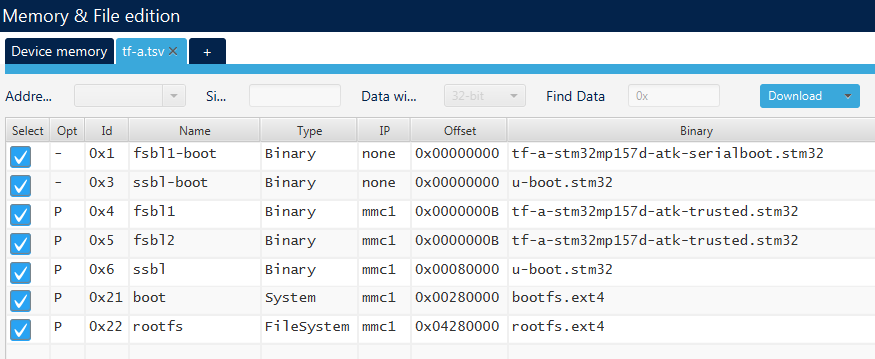 Memory & File edition
Device memory tf-a.tsv × +
Addre... Si... Data wi... 32-bit Find Data 0x Download
Select Opt Id Name Type IP Offset Binary
- 0x1 fsbl1-boot Binary none 0x00000000 tf-a-stm32mp157d-atk-serialboot.stm32
- 0x3 ssbl-boot Binary none 0x00000000 u-boot.stm32
P 0x4 fsbl1 Binary mmc1 0x0000000B tf-a-stm32mp157d-atk-trusted.stm32
P 0x5 fsbl2 Binary mmc1 0x0000000B tf-a-stm32mp157d-atk-trusted.stm32
P 0x6 ssbl Binary mmc1 0x00080000 u-boot.stm32
P 0x21 boot System mmc1 0x00280000 bootfs.ext4
P 0x22 rootfs FileSystem mmc1 0x04280000 rootfs.ext4